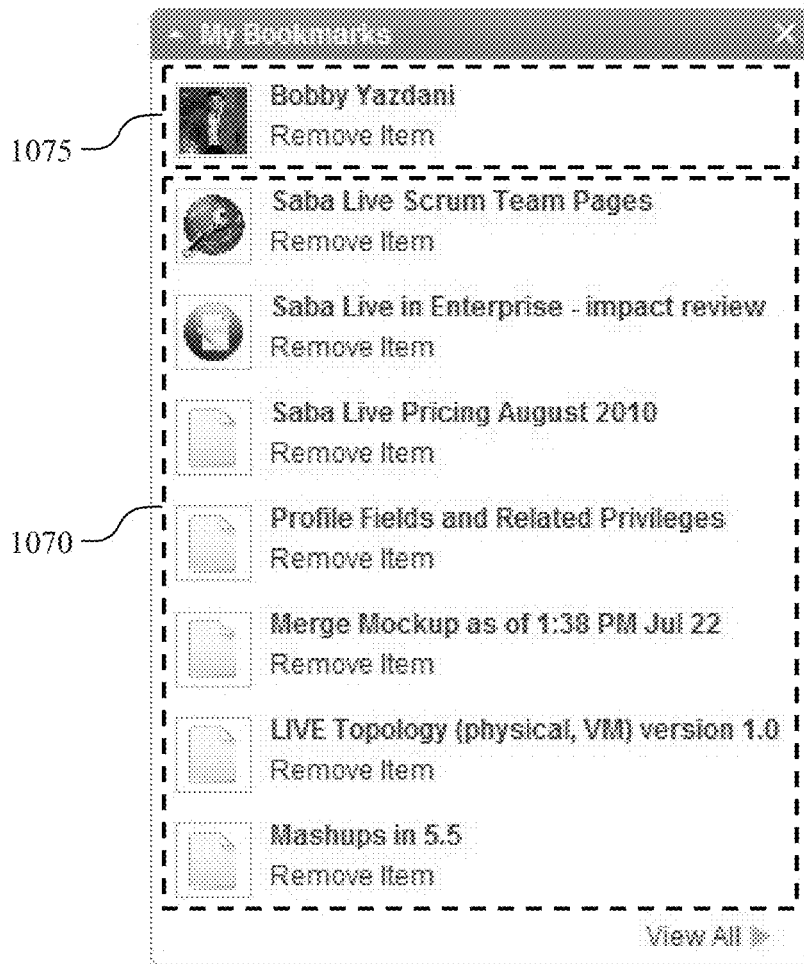 My Bookmarks X
1075
Bobby Yazdani
Remove Item
Saba Live Scrum Team Pages
Remove Item
Saba Live in Enterprise - impact review
Remove Item
Saba Live Pricing August 2010
Remove Item
1070
Profile Fields and Related Privileges
Remove Item
Merge Mockup as of 1:38 PM Jul 22
Remove Item
LIVE Topology (physical, VM) version 1.0
Remove Item
Mashups in 5.5
Remove Item
View All